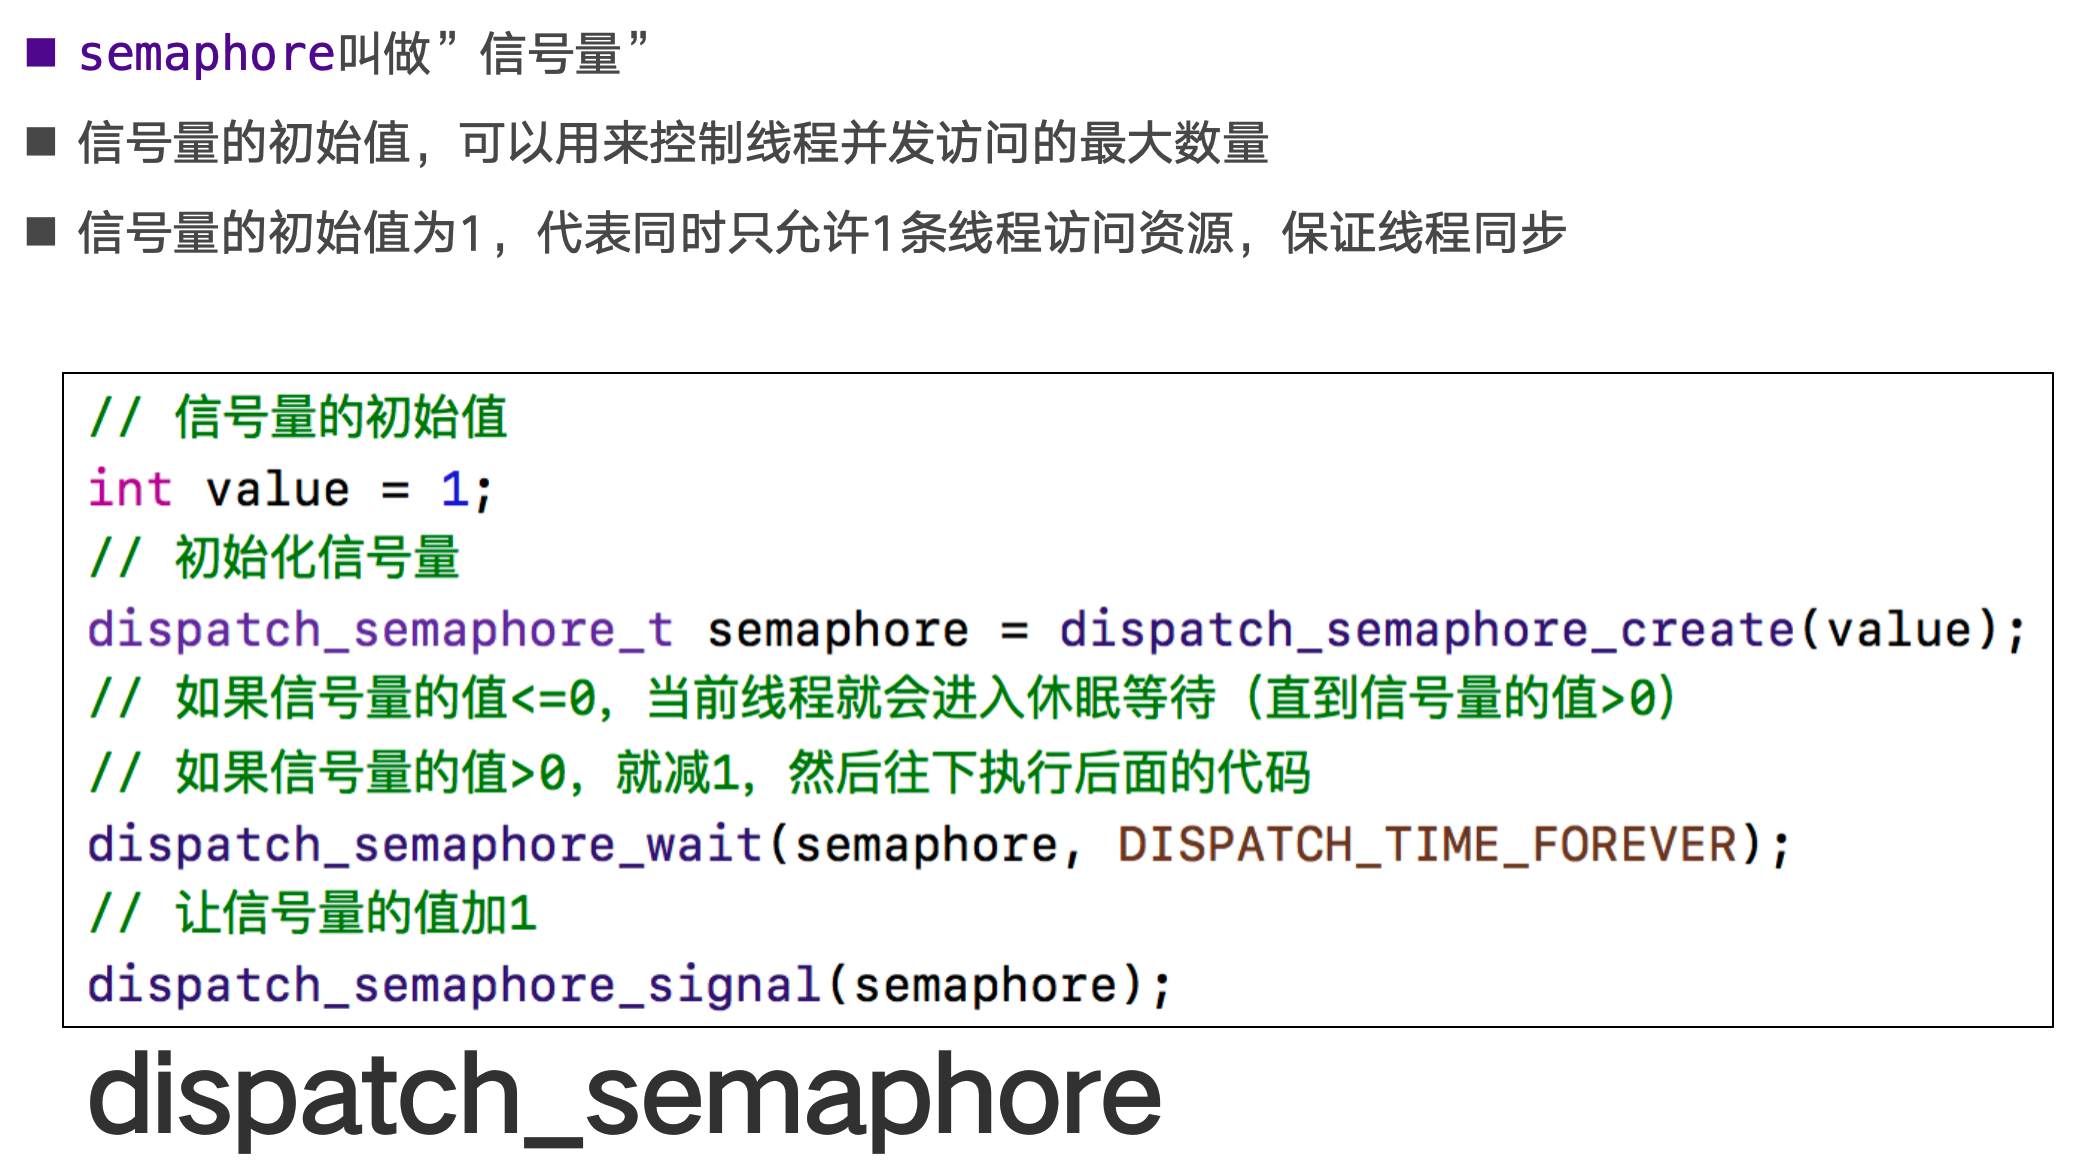 semaphore叫做”信号量”
信号量的初始值，可以用来控制线程并发访问的最大数量
信号量的初始值为1，代表同时只允许1条线程访问资源，保证线程同步
// 信号量的初始值
int value = 1;
// 初始化信号量
dispatch_semaphore_t semaphore = dispatch_semaphore_create(value);
// 如果信号量的值<=0，当前线程就会进入休眠等待（直到信号量的值>0）
// 如果信号量的值>0，就减1，然后往下执行后面的代码
dispatch_semaphore_wait(semaphore, DISPATCH_TIME_FOREVER);
// 让信号量的值加1
dispatch_semaphore_signal(semaphore);
dispatch_semaphore